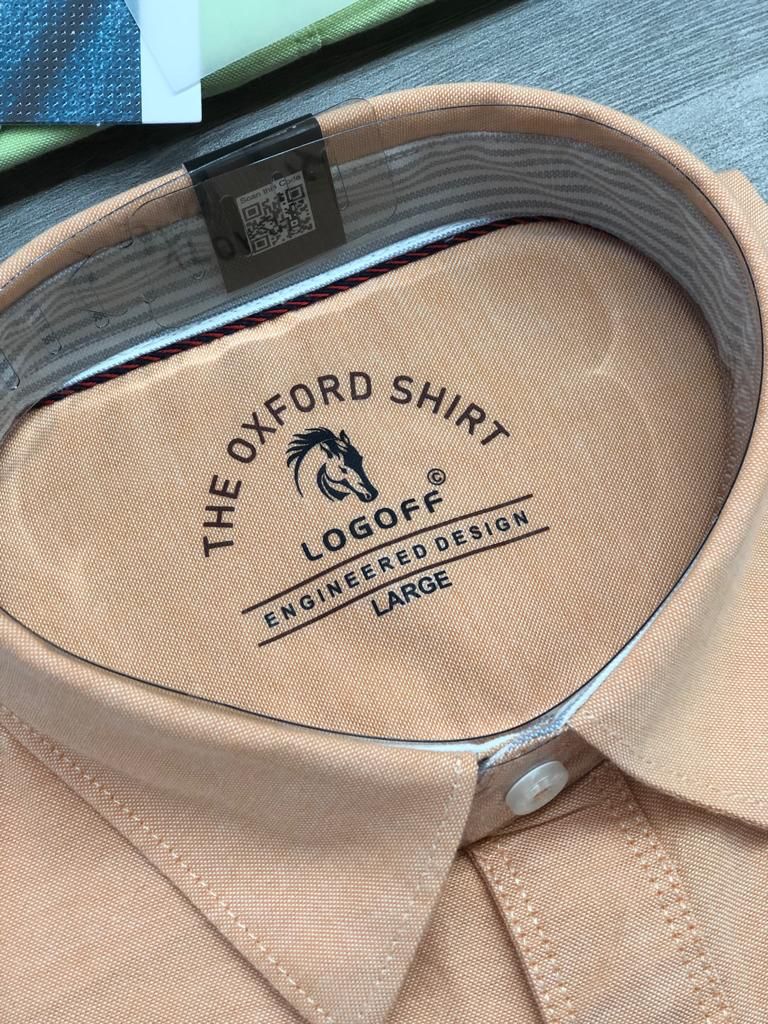 Scan this Code
THE OXFORD SHIRT
©
LOGOFF
ENGINEERED DESIGN
LARGE